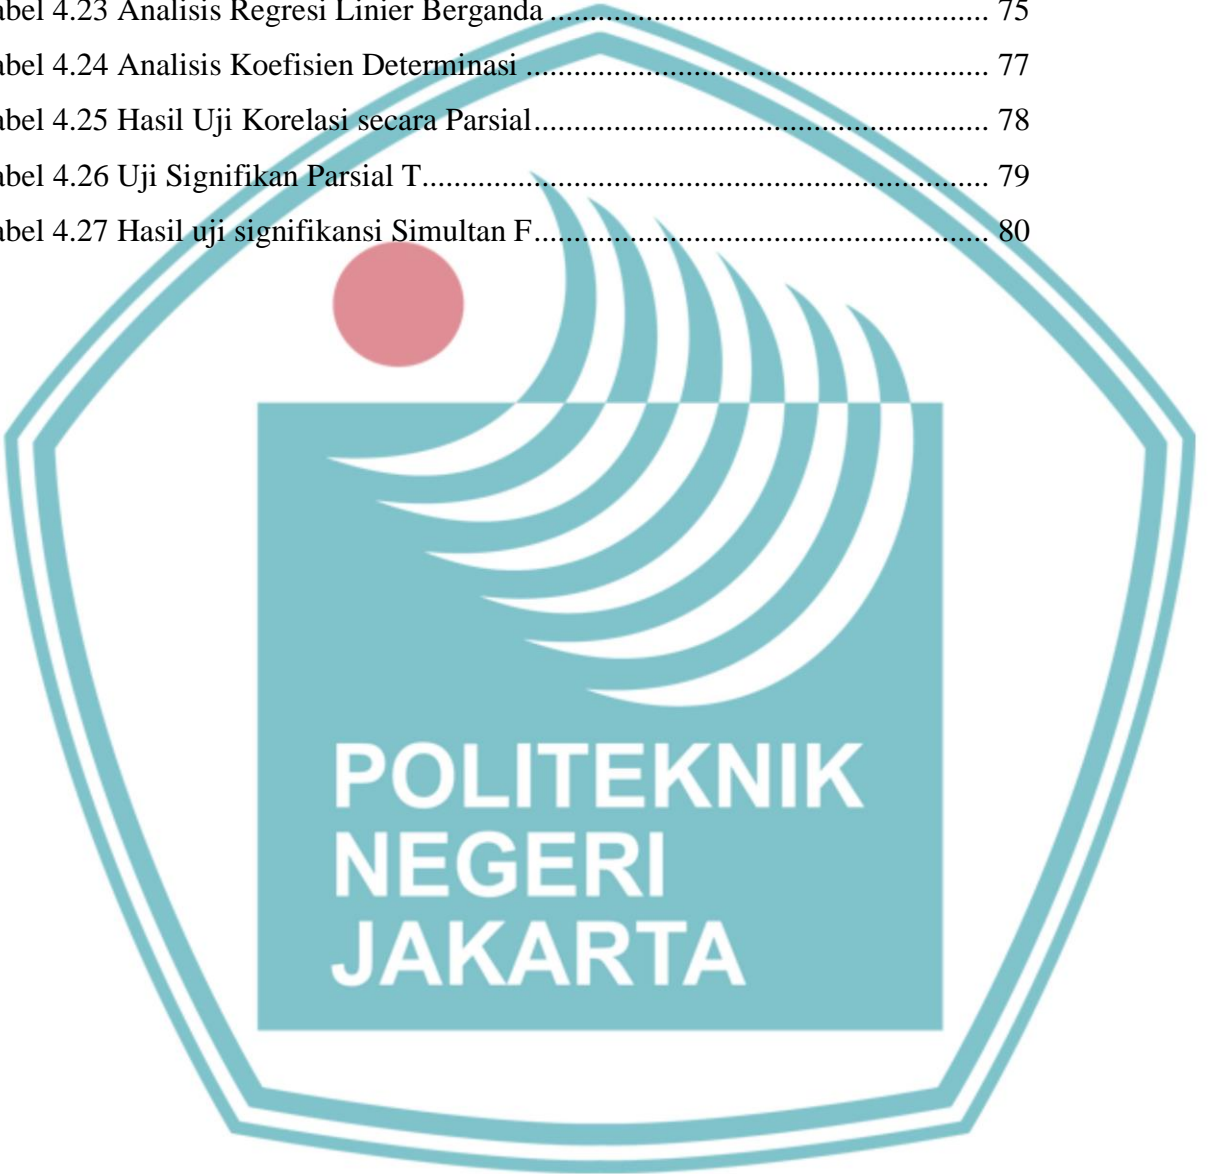 abel 4.23 Analisis Regresi Linier Berganda ...................................................... 75
abel 4.24 Analisis Koefisien Determinasi ......................................................... 77
abel 4.25 Hasil Uji Korelasi secara Parsial........................................................ 78
abel 4.26 Uji Signifikan Parsial T...................................................................... 79
abel 4.27 Hasil uji signifikansi Simultan F........................................................ 80
POLITEKNIK
NEGERI
JAKARTA